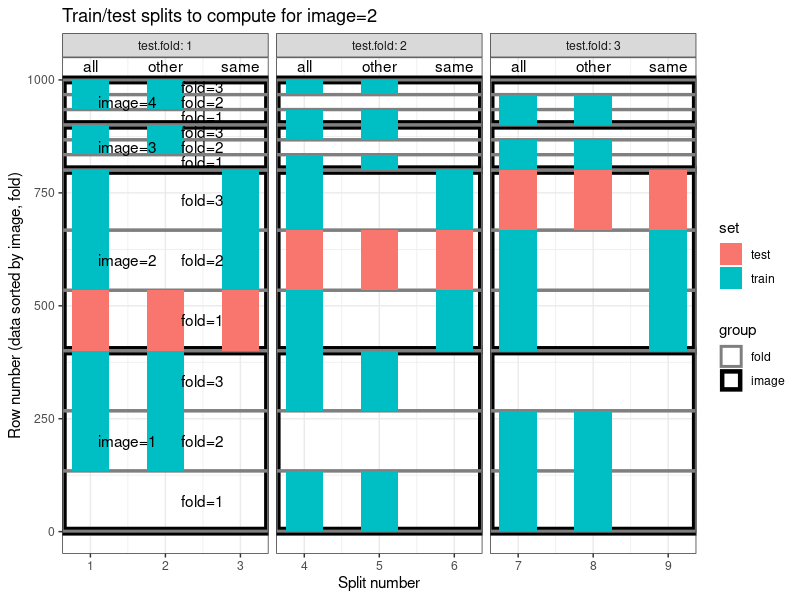 Train/test splits to compute for image=2
test.fold: 1 test.fold: 2 test.fold: 3
all other same all other same all other same
1000
fold=3
image=4 fold=2
fold=1
fold=3
image=3 fold=2
fold=1
750
fold=3
image=2 fold=2
500
fold=1
fold=3
250
image=1 fold=2
fold=1
0
1 2 3 4 5 6 7 8 9
Split number
Row number (data sorted by image, fold)
set
test
train
group
fold
image